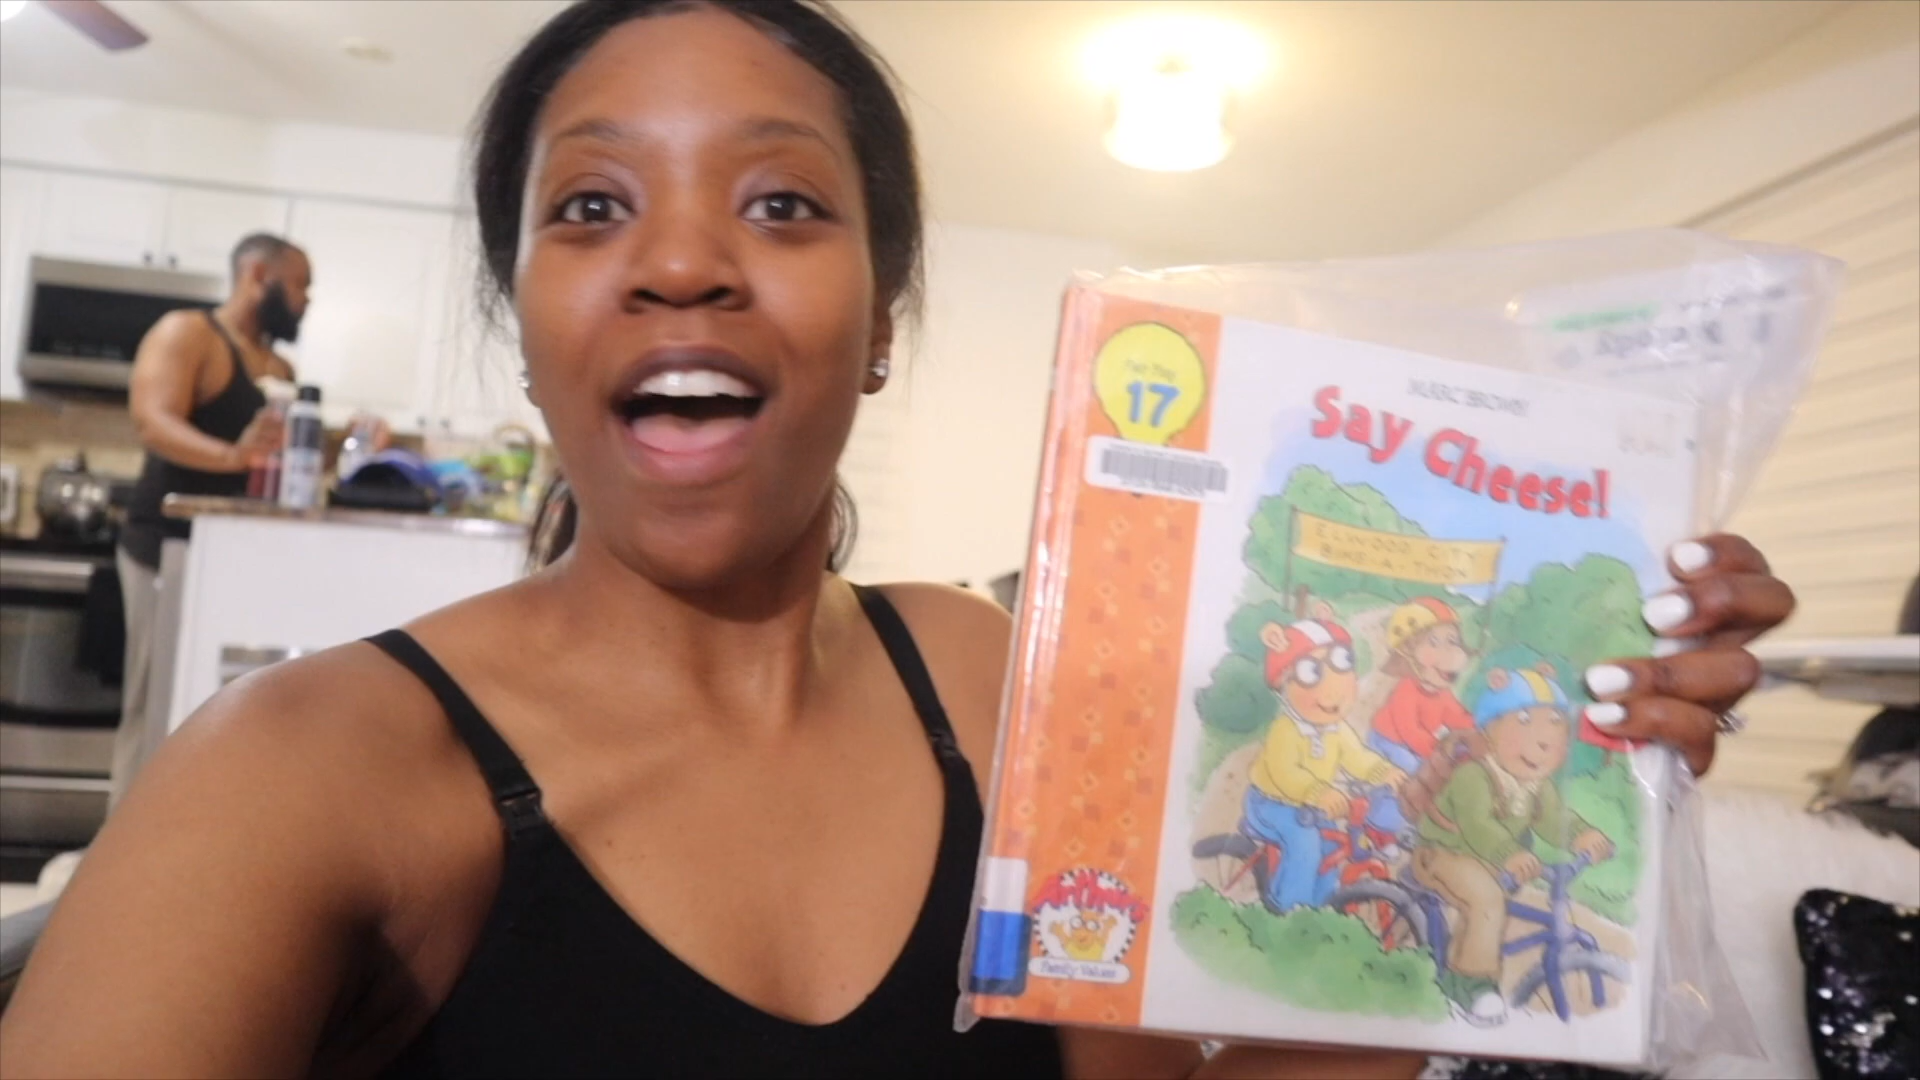 17
MARC BROWN
Say Cheese!
ELWOOD CITY
BIKE-A-THON
Arthur's
Family Values